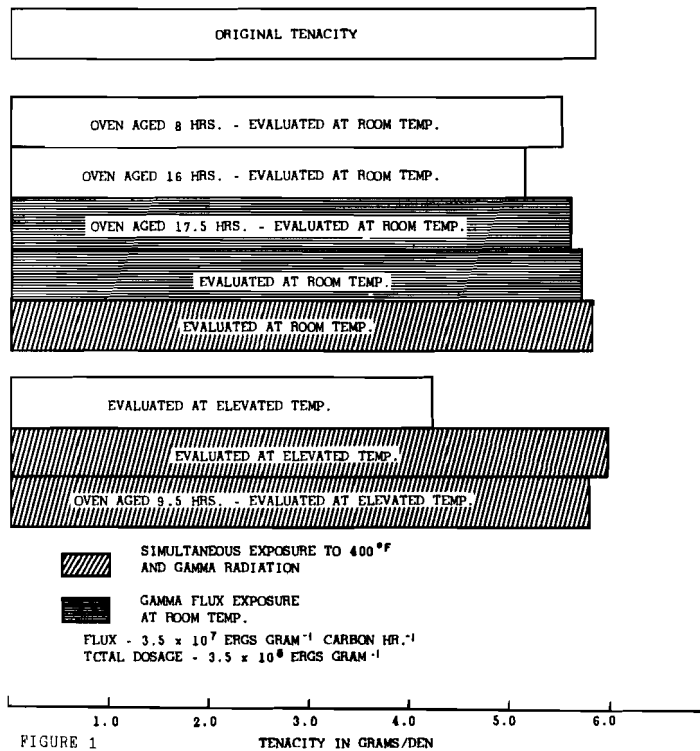 ORIGINAL TENACITY
OVEN AGED 8 HRS. - EVALUATED AT ROOM TEMP.
OVEN AGED 16 HRS. - EVALUATED AT ROOM TEMP.
OVEN AGED 17.5 HRS. - EVALUATED AT ROOM TEMP.
EVALUATED AT ROOM TEMP.
EVALUATED AT ROOM TEMP.
EVALUATED AT ELEVATED TEMP.
EVALUATED AT ELEVATED TEMP.
OVEN AGED 9.5 HRS. - EVALUATED AT ELEVATED TEMP.
SIMULTANEOUS EXPOSURE TO 400°F
AND GAMMA RADIATION
GAMMA FLUX EXPOSURE
AT ROOM TEMP.
FLUX - 3.5 x 10⁷ ERGS GRAM⁻¹ CARBON HR.⁻¹
TOTAL DOSAGE - 3.5 x 10⁸ ERGS GRAM⁻¹
1.0 2.0 3.0 4.0 5.0 6.0
FIGURE 1 TENACITY IN GRAMS/DEN